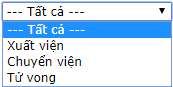 --- Tất cả ---
--- Tất cả ---
Xuất viện
Chuyển viện
Tử vong